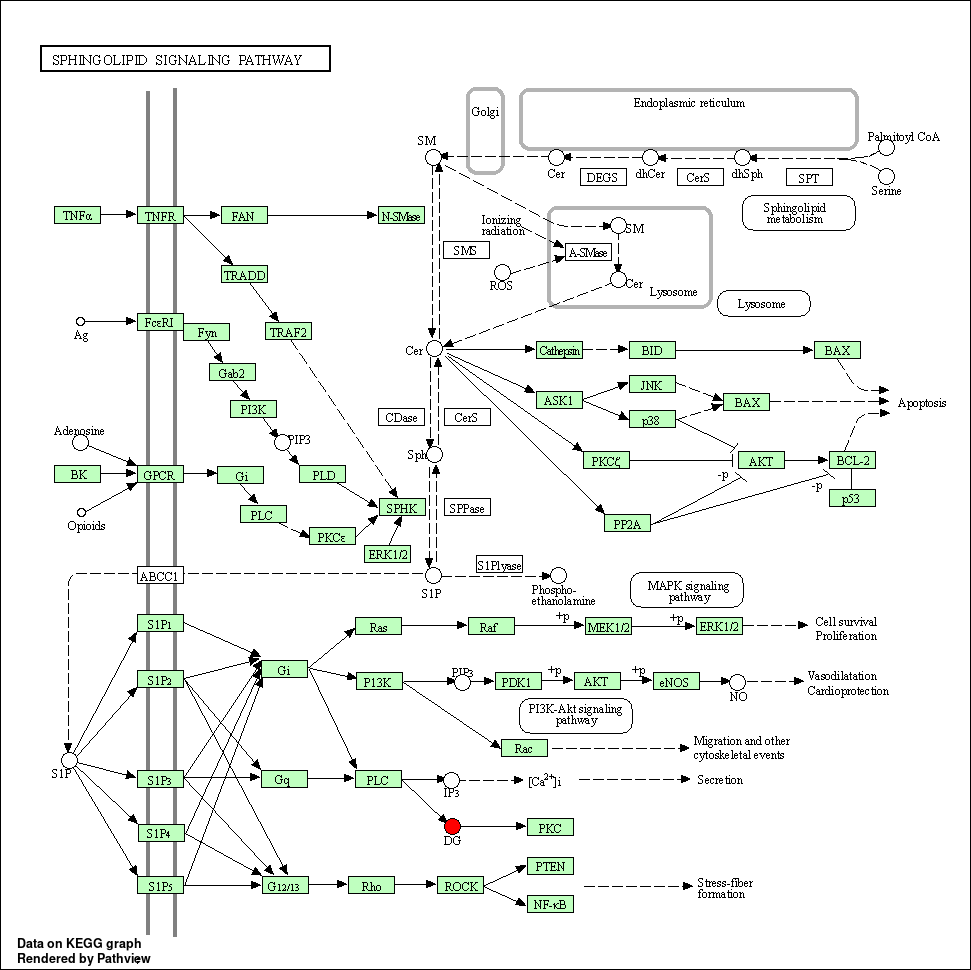 SPHINGOLIPID SIGNALING PATHWAY
Golgi
Endoplasmic reticulum
SM
Cer
DEGS
dhCer
CerS
dhSph
SPT
Palmitoyl CoA
Serine
Sphingolipid
metabolism
TNFα
TNFR
FAN
N-SMase
SMS
Ionizing
radiation
ROS
A-SMase
SM
Cer
Lysosome
Lysosome
TRADD
TRAF2
Ag
FcεRI
Fyn
Gab2
PI3K
PIP3
PLD
Cer
Cathepsin
BID
BAX
ASK1
JNK
p38
BAX
Apoptosis
CDase
CerS
Sph
PKCζ
AKT
BCL-2
-p
-p
p53
PP2A
Adenosine
BK
GPCR
Opioids
Gi
PLC
PKCε
SPHK
ERK1/2
SPPase
ABCC1
S1P
S1Plyase
Phospho-
ethanolamine
MAPK signaling
pathway
S1P1
S1P2
S1P3
S1P4
S1P5
S1P
Gi
Gq
G12/13
Ras
Raf
+p
MEK1/2
+p
ERK1/2
Cell survival
Proliferation
P13K
PIP3
PDK1
+p
AKT
+p
eNOS
NO
Vasodilatation
Cardioprotection
PI3K-Akt signaling
pathway
Rac
Migration and other
cytoskeletal events
PLC
IP3
[Ca2+]i
Secretion
DG
PKC
Rho
ROCK
PTEN
NF-κB
Stress-fiber
formation
Data on KEGG graph
Rendered by Pathview